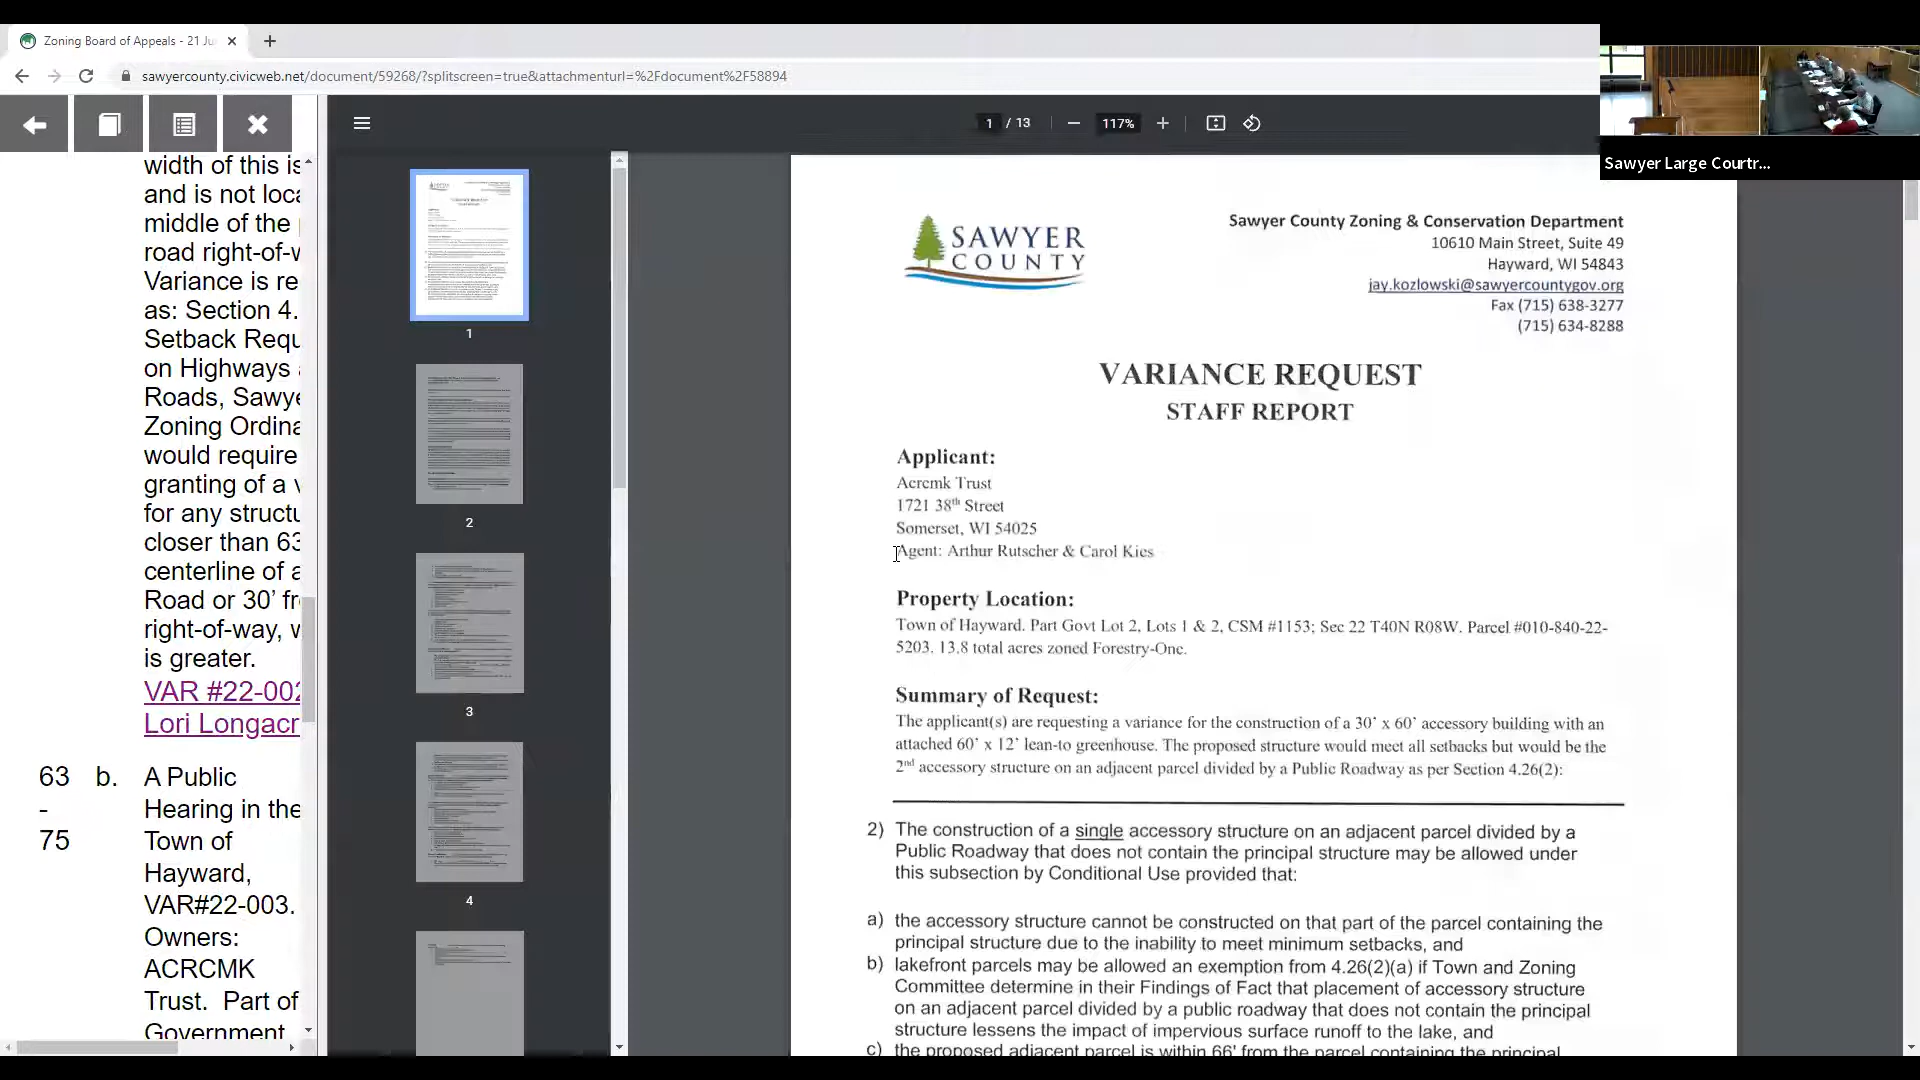 Zoning Board of Appeals - 21 Ju
sawyercounty.civicweb.net/document/59268/?splitscreen=true&attachmenturl=%2Fdocument%2F58894
Sawyer Large Courtr...
1 / 13
117%
width of this is
and is not loca
middle of the
road right-of-w
Variance is re
as: Section 4.
Setback Requ
on Highways
Roads, Sawye
Zoning Ordina
would require
granting of a v
for any structu
closer than 63
centerline of a
Road or 30’ fr
right-of-way, w
is greater.
VAR #22-002
Lori Longacr
63
-
75
b. A Public
Hearing in the
Town of
Hayward,
VAR#22-003.
Owners:
ACRCMK
Trust. Part of
Government
1
2
3
4
SAWYER
COUNTY
Sawyer County Zoning & Conservation Department
10610 Main Street, Suite 49
Hayward, WI 54843
jay.kozlowski@sawyercountygov.org
Fax (715) 638-3277
(715) 634-8288
VARIANCE REQUEST
STAFF REPORT
Applicant:
Acrcmk Trust
1721 38th Street
Somerset, WI 54025
Agent: Arthur Rutscher & Carol Kies
Property Location:
Town of Hayward. Part Govt Lot 2, Lots 1 & 2, CSM #1153; Sec 22 T40N R08W. Parcel #010-840-22-
5203. 13.8 total acres zoned Forestry-One.
Summary of Request:
The applicant(s) are requesting a variance for the construction of a 30’ x 60’ accessory building with an
attached 60’ x 12’ lean-to greenhouse. The proposed structure would meet all setbacks but would be the
2nd accessory structure on an adjacent parcel divided by a Public Roadway as per Section 4.26(2):
2) The construction of a single accessory structure on an adjacent parcel divided by a
Public Roadway that does not contain the principal structure may be allowed under
this subsection by Conditional Use provided that:
a) the accessory structure cannot be constructed on that part of the parcel containing the
principal structure due to the inability to meet minimum setbacks, and
b) lakefront parcels may be allowed an exemption from 4.26(2)(a) if Town and Zoning
Committee determine in their Findings of Fact that placement of accessory structure
on an adjacent parcel divided by a public roadway that does not contain the principal
structure lessens the impact of impervious surface runoff to the lake, and
c) the proposed adjacent parcel is within 66' from the parcel containing the principal